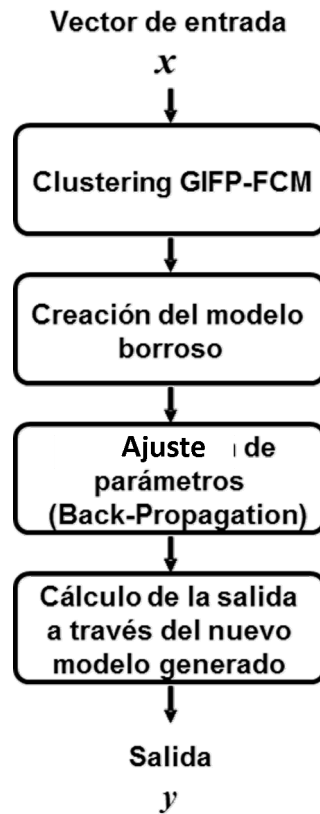 Vector de entrada
x
Clustering GIFP-FCM
Creación del modelo
borroso
Ajuste de
parámetros
(Back-Propagation)
Cálculo de la salida
a través del nuevo
modelo generado
Salida
y